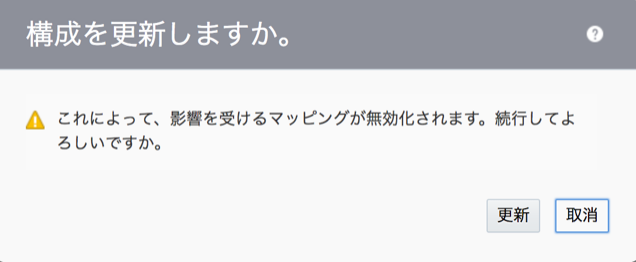 構成を更新しますか。
これによって、影響を受けるマッピングが無効化されます。続行してよ
ろしいですか。
更新 取消